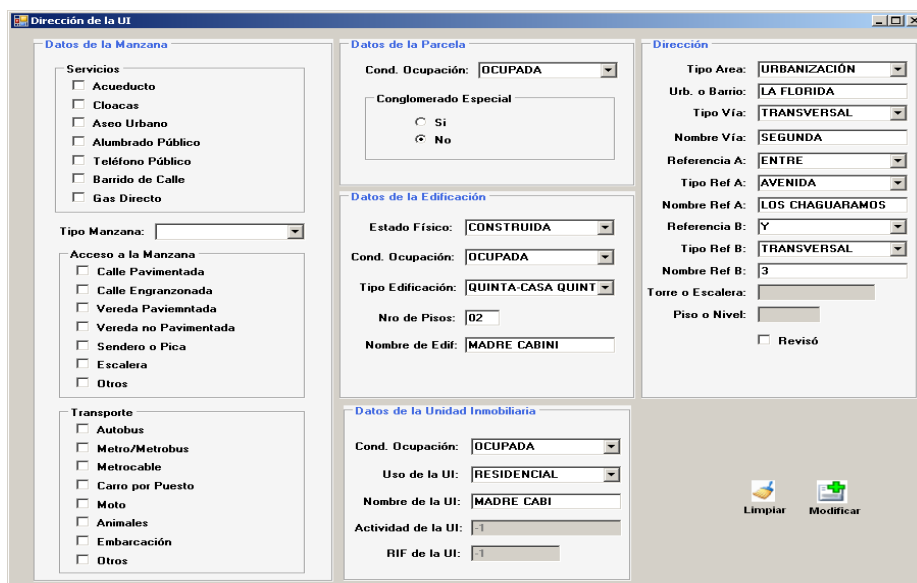 Dirección de la UI
Datos de la Manzana
Servicios
Acueducto
Cloacas
Aseo Urbano
Alumbrado Público
Teléfono Público
Barrido de Calle
Gas Directo
Tipo Manzana:
Acceso a la Manzana
Calle Pavimentada
Calle Engranzonada
Vereda Paviemntada
Vereda no Pavimentada
Sendero o Pica
Escalera
Otros
Transporte
Autobus
Metro/Metrobus
Metrocable
Carro por Puesto
Moto
Animales
Embarcación
Otros
Datos de la Parcela
Cond. Ocupación: OCUPADA
Conglomerado Especial
Si
No
Datos de la Edificación
Estado Físico: CONSTRUIDA
Cond. Ocupación: OCUPADA
Tipo Edificación: QUINTA-CASA QUINT
Nro de Pisos: 02
Nombre de Edif: MADRE CABINI
Datos de la Unidad Inmobiliaria
Cond. Ocupación: OCUPADA
Uso de la UI: RESIDENCIAL
Nombre de la UI: MADRE CABI
Actividad de la UI: -1
RIF de la UI: -1
Dirección
Tipo Area: URBANIZACIÓN
Urb. o Barrio: LA FLORIDA
Tipo Vía: TRANSVERSAL
Nombre Vía: SEGUNDA
Referencia A: ENTRE
Tipo Ref A: AVENIDA
Nombre Ref A: LOS CHAGUARAMOS
Referencia B: Y
Tipo Ref B: TRANSVERSAL
Nombre Ref B: 3
Torre o Escalera:
Piso o Nivel:
Revisó
Limpiar Modificar